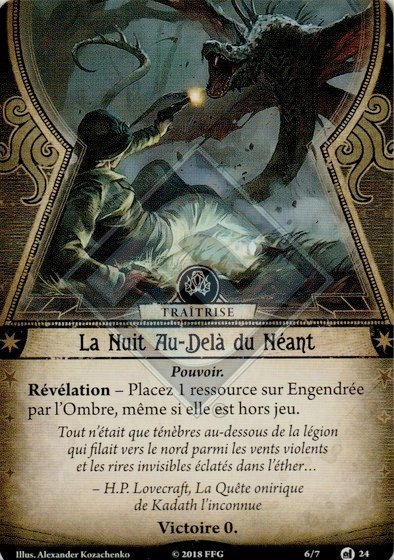 TRAÎTRISE
La Nuit Au-Delà du Néant
Pouvoir.
Révélation – Placez 1 ressource sur Engendrée
par l'Ombre, même si elle est hors jeu.
Tout n'était que ténèbres au-dessous de la légion
qui filait vers le nord parmi les vents violents
et les rires invisibles éclatés dans l'éther…
– H.P. Lovecraft, La Quête onirique
de Kadath l'inconnue
Victoire 0.
Illus. Alexander Kozachenko © 2018 FFG 6/7 24